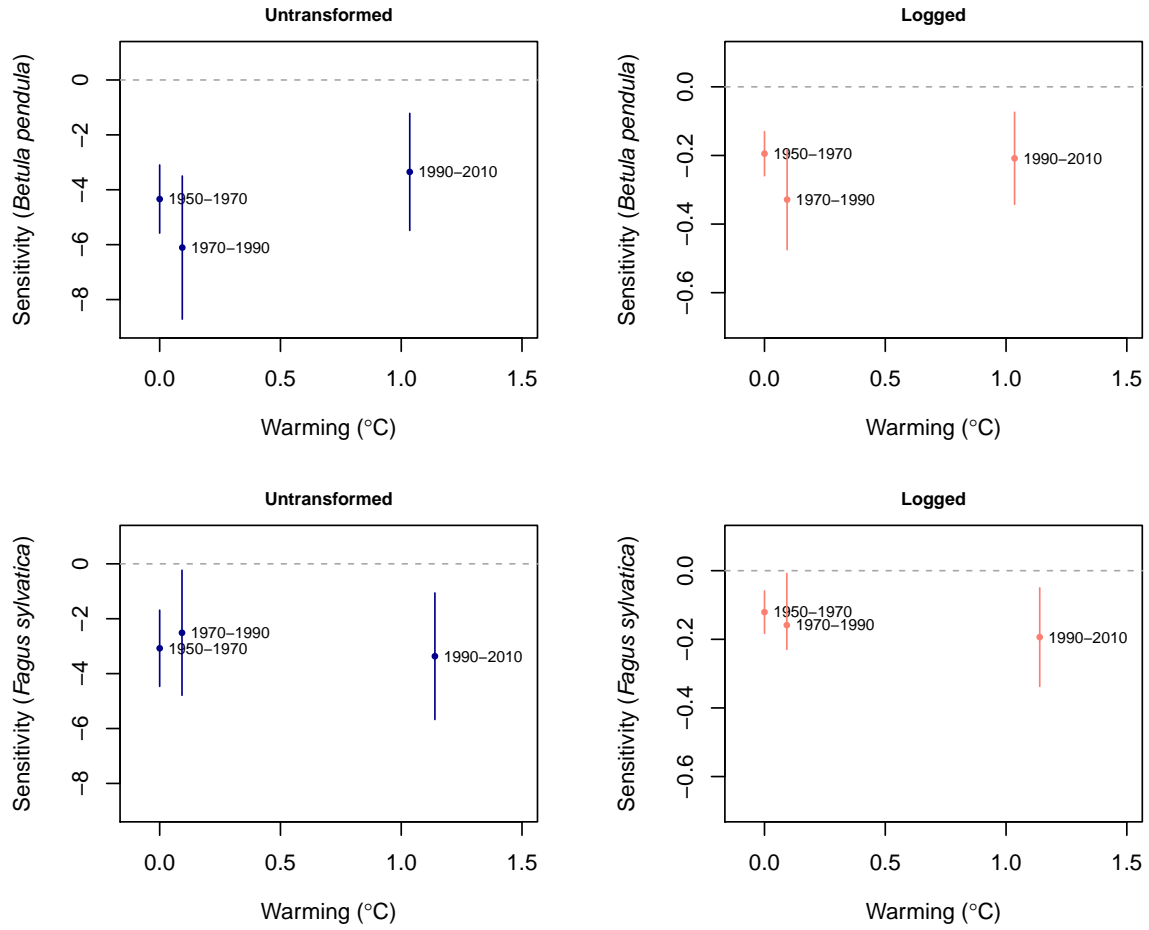 Untransformed
Sensitivity (Betula pendula)
0
−2
−4
−6
−8
1950−1970
1970−1990
1990−2010
0.0 0.5 1.0 1.5
Warming (°C)
Logged
Sensitivity (Betula pendula)
0.0
−0.2
−0.4
−0.6
1950−1970
1970−1990
1990−2010
0.0 0.5 1.0 1.5
Warming (°C)
Untransformed
Sensitivity (Fagus sylvatica)
0
−2
−4
−6
−8
1970−1990
1950−1970
1990−2010
0.0 0.5 1.0 1.5
Warming (°C)
Logged
Sensitivity (Fagus sylvatica)
0.0
−0.2
−0.4
−0.6
1950−1970
1970−1990
1990−2010
0.0 0.5 1.0 1.5
Warming (°C)